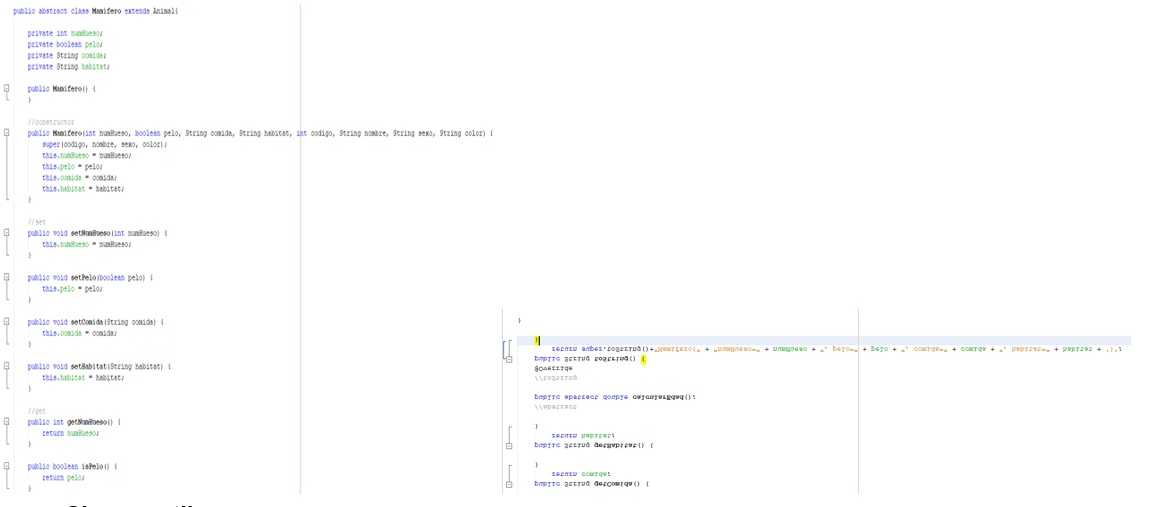 public abstract class Mamifero extends Animal{
private int numHueso;
private boolean pelo;
private String comida;
private String habitat;
public Mamifero() {
}
//constructor
public Mamifero(int numHueso, boolean pelo, String comida, String habitat, int codigo, String nombre, String sexo, String color) {
super(codigo, nombre, sexo, color);
this.numHueso = numHueso;
this.pelo = pelo;
this.comida = comida;
this.habitat = habitat;
}
//set
public void setNumHueso(int numHueso) {
this.numHueso = numHueso;
}
public void setPelo(boolean pelo) {
this.pelo = pelo;
}
public void setComida(String comida) {
this.comida = comida;
}
public void setHabitat(String habitat) {
this.habitat = habitat;
}
//get
public int getNumHueso() {
return numHueso;
}
public boolean isPelo() {
return pelo;
}
public String getComida() {
return comida;
}
public String getHabitat() {
return habitat;
}
//abstract
public abstract double calcularEdad();
//toString
@Override
public String toString() {
return super.toString()+"Mamifero{" + "numHueso=" + numHueso + ", pelo=" + pelo + ", comida=" + comida + ", habitat=" + habitat + '}';
}
}